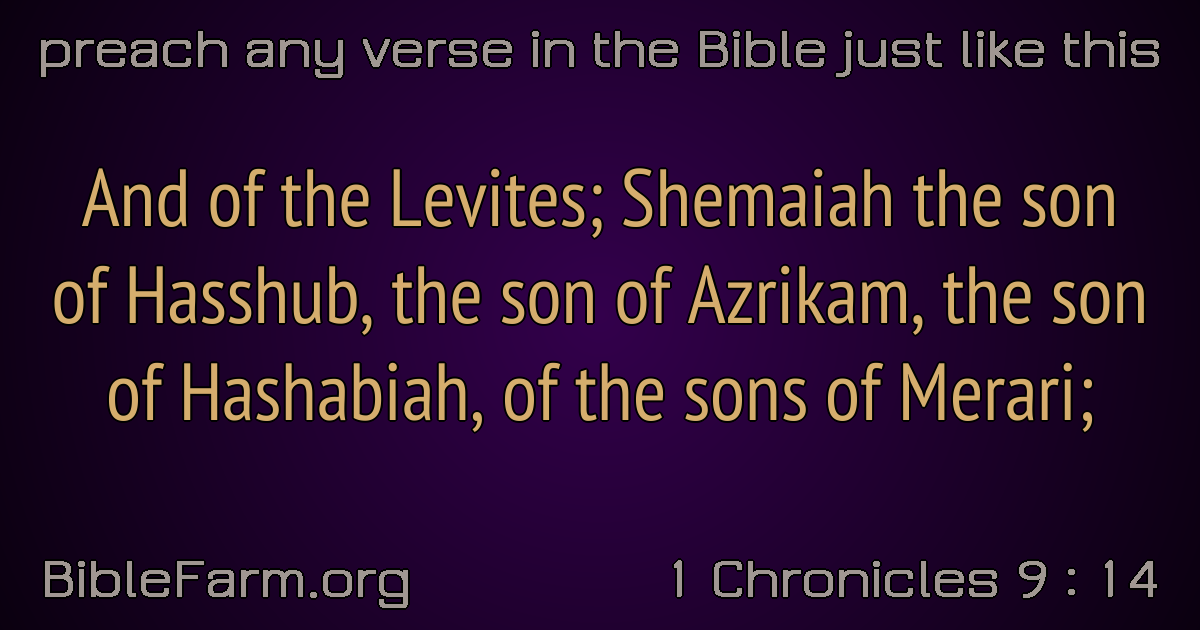 preach any verse in the Bible just like this
And of the Levites; Shemaiah the son
of Hasshub, the son of Azrikam, the son
of Hashabiah, of the sons of Merari;
BibleFarm.org
1 Chronicles 9 : 14